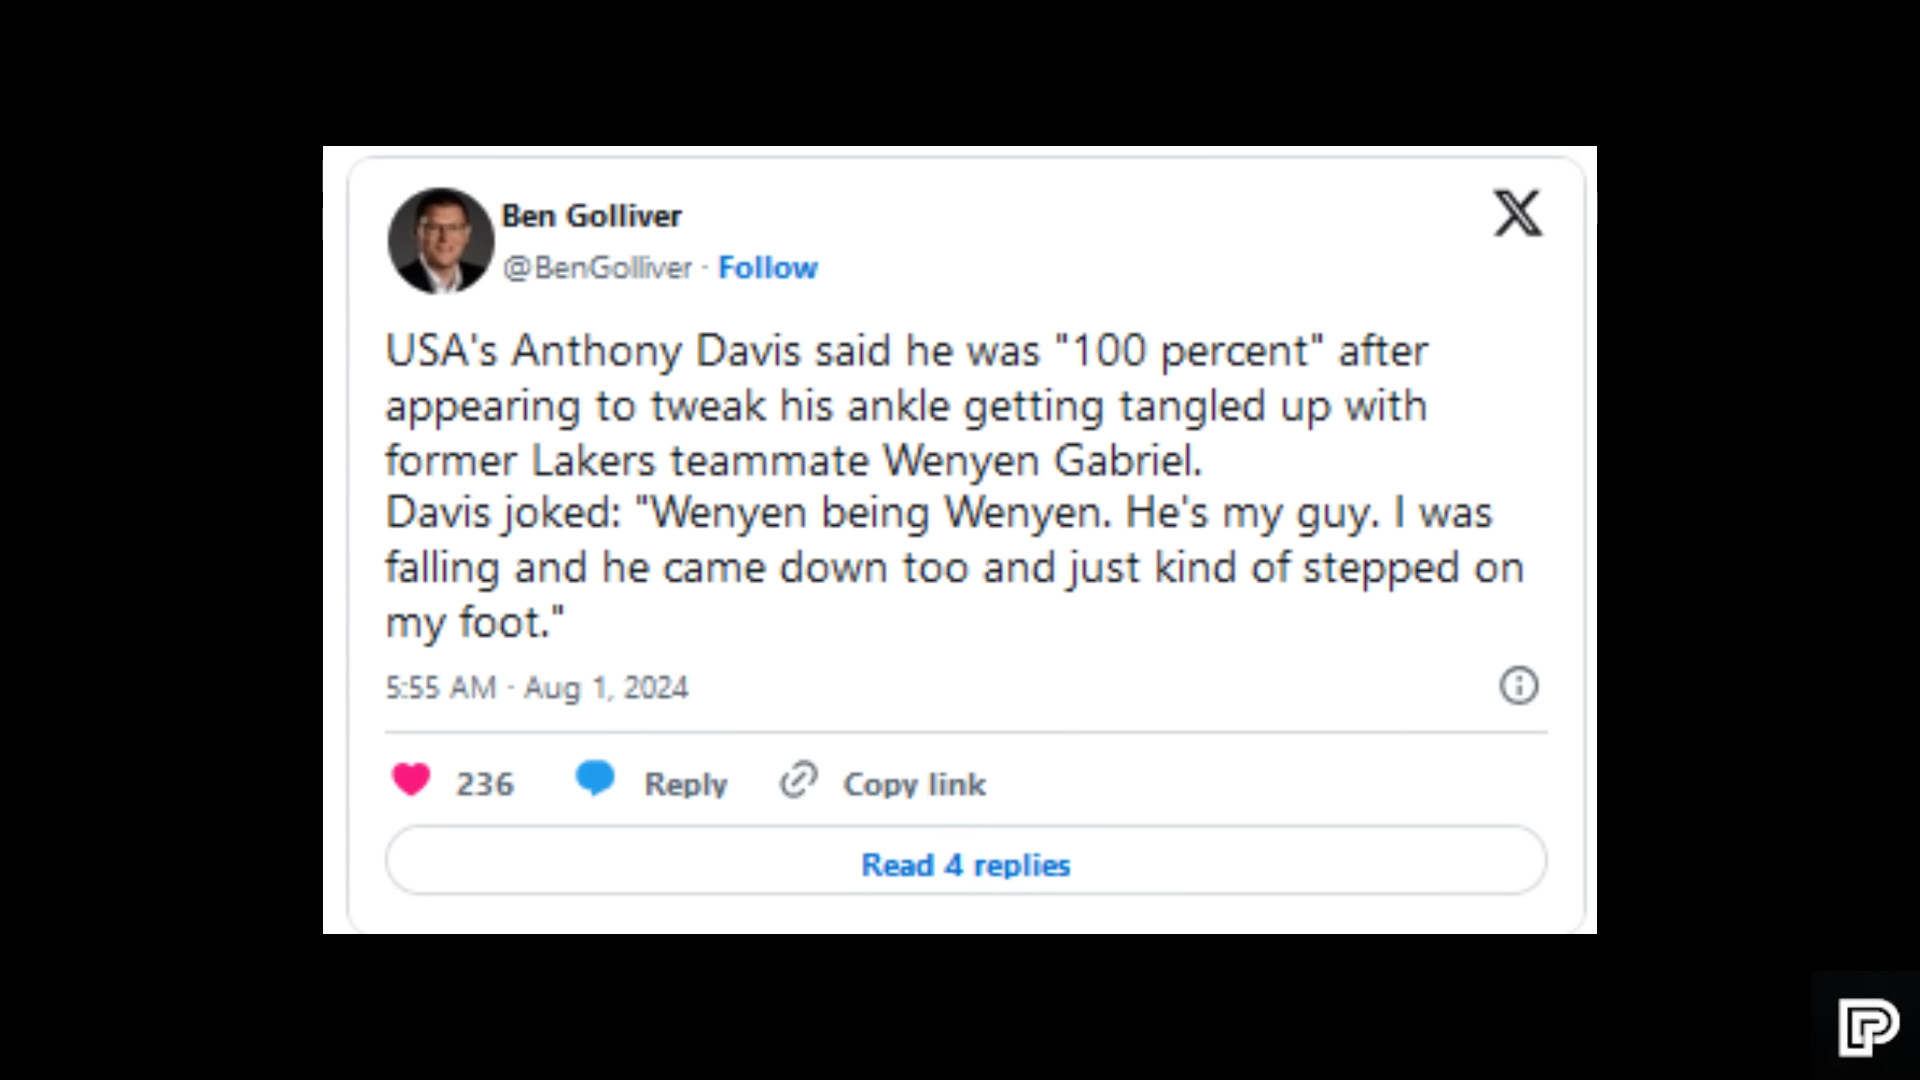 Ben Golliver
@BenGolliver · Follow
USA's Anthony Davis said he was "100 percent" after
appearing to tweak his ankle getting tangled up with
former Lakers teammate Wenyen Gabriel.
Davis joked: "Wenyen being Wenyen. He's my guy. I was
falling and he came down too and just kind of stepped on
my foot."
5:55 AM · Aug 1, 2024
236 Reply Copy link
Read 4 replies